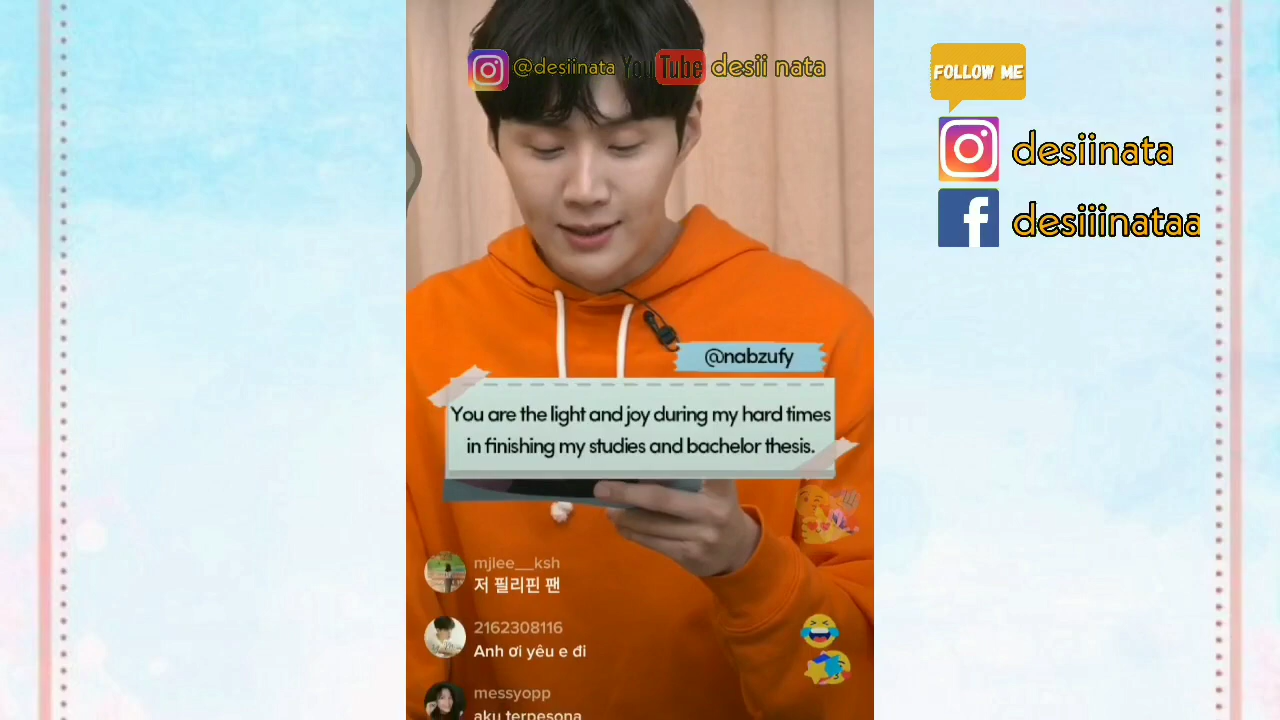 @desiinata YouTube desii nata
FOLLOW ME
desiinata
desiiinataa
@nabzufy
You are the light and joy during my hard times
in finishing my studies and bachelor thesis.
mjlee__ksh
저 필리핀 팬
2162308116
Anh ơi yêu e đi
messyopp
aku terpesona